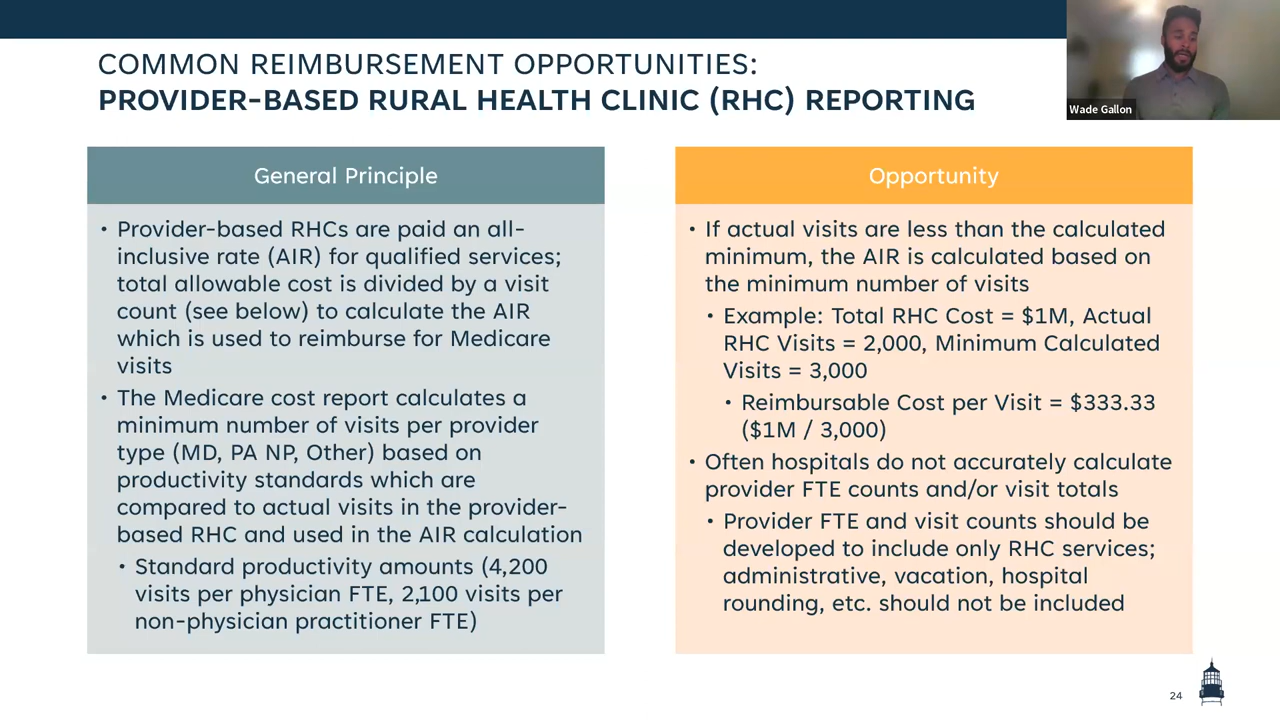 COMMON REIMBURSEMENT OPPORTUNITIES:
PROVIDER-BASED RURAL HEALTH CLINIC (RHC) REPORTING
Wade Gallon
General Principle
• Provider-based RHCs are paid an all-
inclusive rate (AIR) for qualified services;
total allowable cost is divided by a visit
count (see below) to calculate the AIR
which is used to reimburse for Medicare
visits
• The Medicare cost report calculates a
minimum number of visits per provider
type (MD, PA NP, Other) based on
productivity standards which are
compared to actual visits in the provider-
based RHC and used in the AIR calculation
• Standard productivity amounts (4,200
visits per physician FTE, 2,100 visits per
non-physician practitioner FTE)
Opportunity
• If actual visits are less than the calculated
minimum, the AIR is calculated based on
the minimum number of visits
• Example: Total RHC Cost = $1M, Actual
RHC Visits = 2,000, Minimum Calculated
Visits = 3,000
• Reimbursable Cost per Visit = $333.33
($1M / 3,000)
• Often hospitals do not accurately calculate
provider FTE counts and/or visit totals
• Provider FTE and visit counts should be
developed to include only RHC services;
administrative, vacation, hospital
rounding, etc. should not be included
24